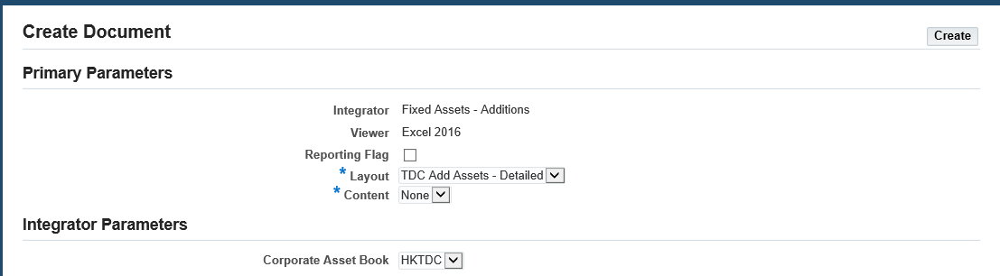 Create Document
Create
Primary Parameters
Integrator Fixed Assets - Additions
Viewer Excel 2016
Reporting Flag
* Layout TDC Add Assets - Detailed
* Content None
Integrator Parameters
Corporate Asset Book HKTDC